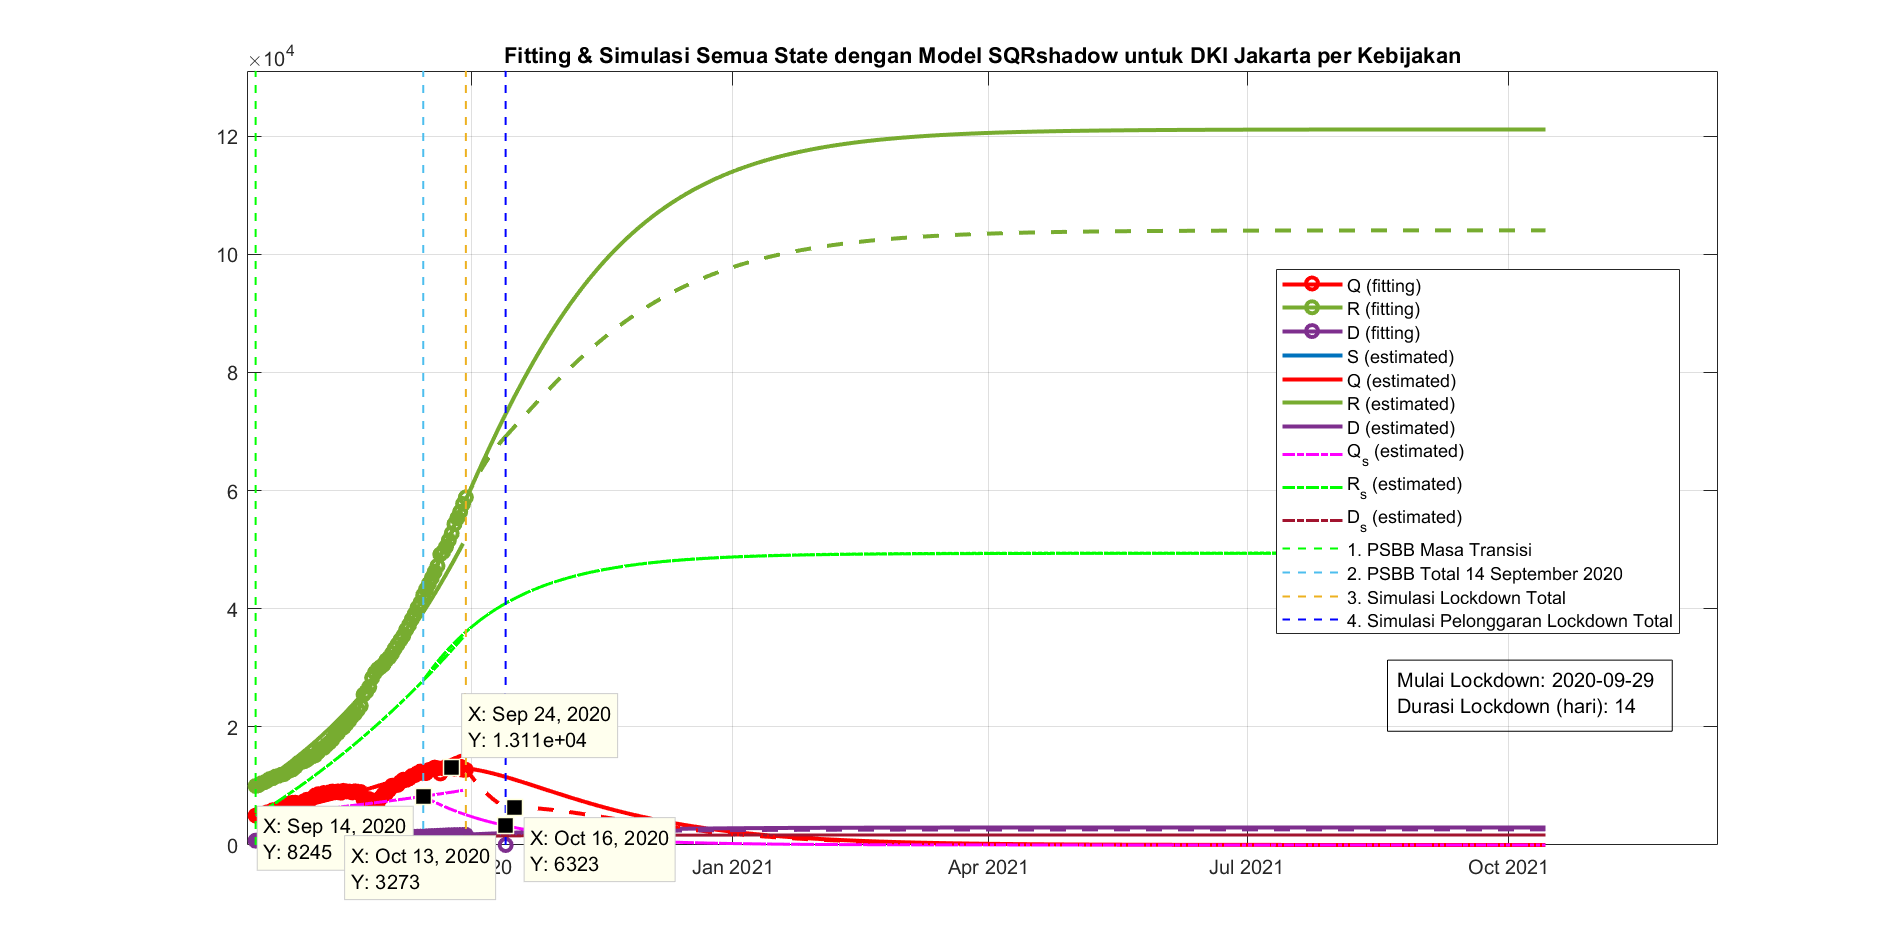 Fitting & Simulasi Semua State dengan Model SQRshadow untuk DKI Jakarta per Kebijakan
×10⁴
12
10
8
6
4
2
0
Q (fitting)
R (fitting)
D (fitting)
S (estimated)
Q (estimated)
R (estimated)
D (estimated)
Qs (estimated)
Rs (estimated)
Ds (estimated)
1. PSBB Masa Transisi
2. PSBB Total 14 September 2020
3. Simulasi Lockdown Total
4. Simulasi Pelonggaran Lockdown Total
Mulai Lockdown: 2020-09-29
Durasi Lockdown (hari): 14
X: Sep 24, 2020
Y: 1.311e+04
X: Sep 14, 2020
Y: 8245
X: Oct 13, 2020
Y: 3273
X: Oct 16, 2020
Y: 6323
20
Jan 2021
Apr 2021
Jul 2021
Oct 2021